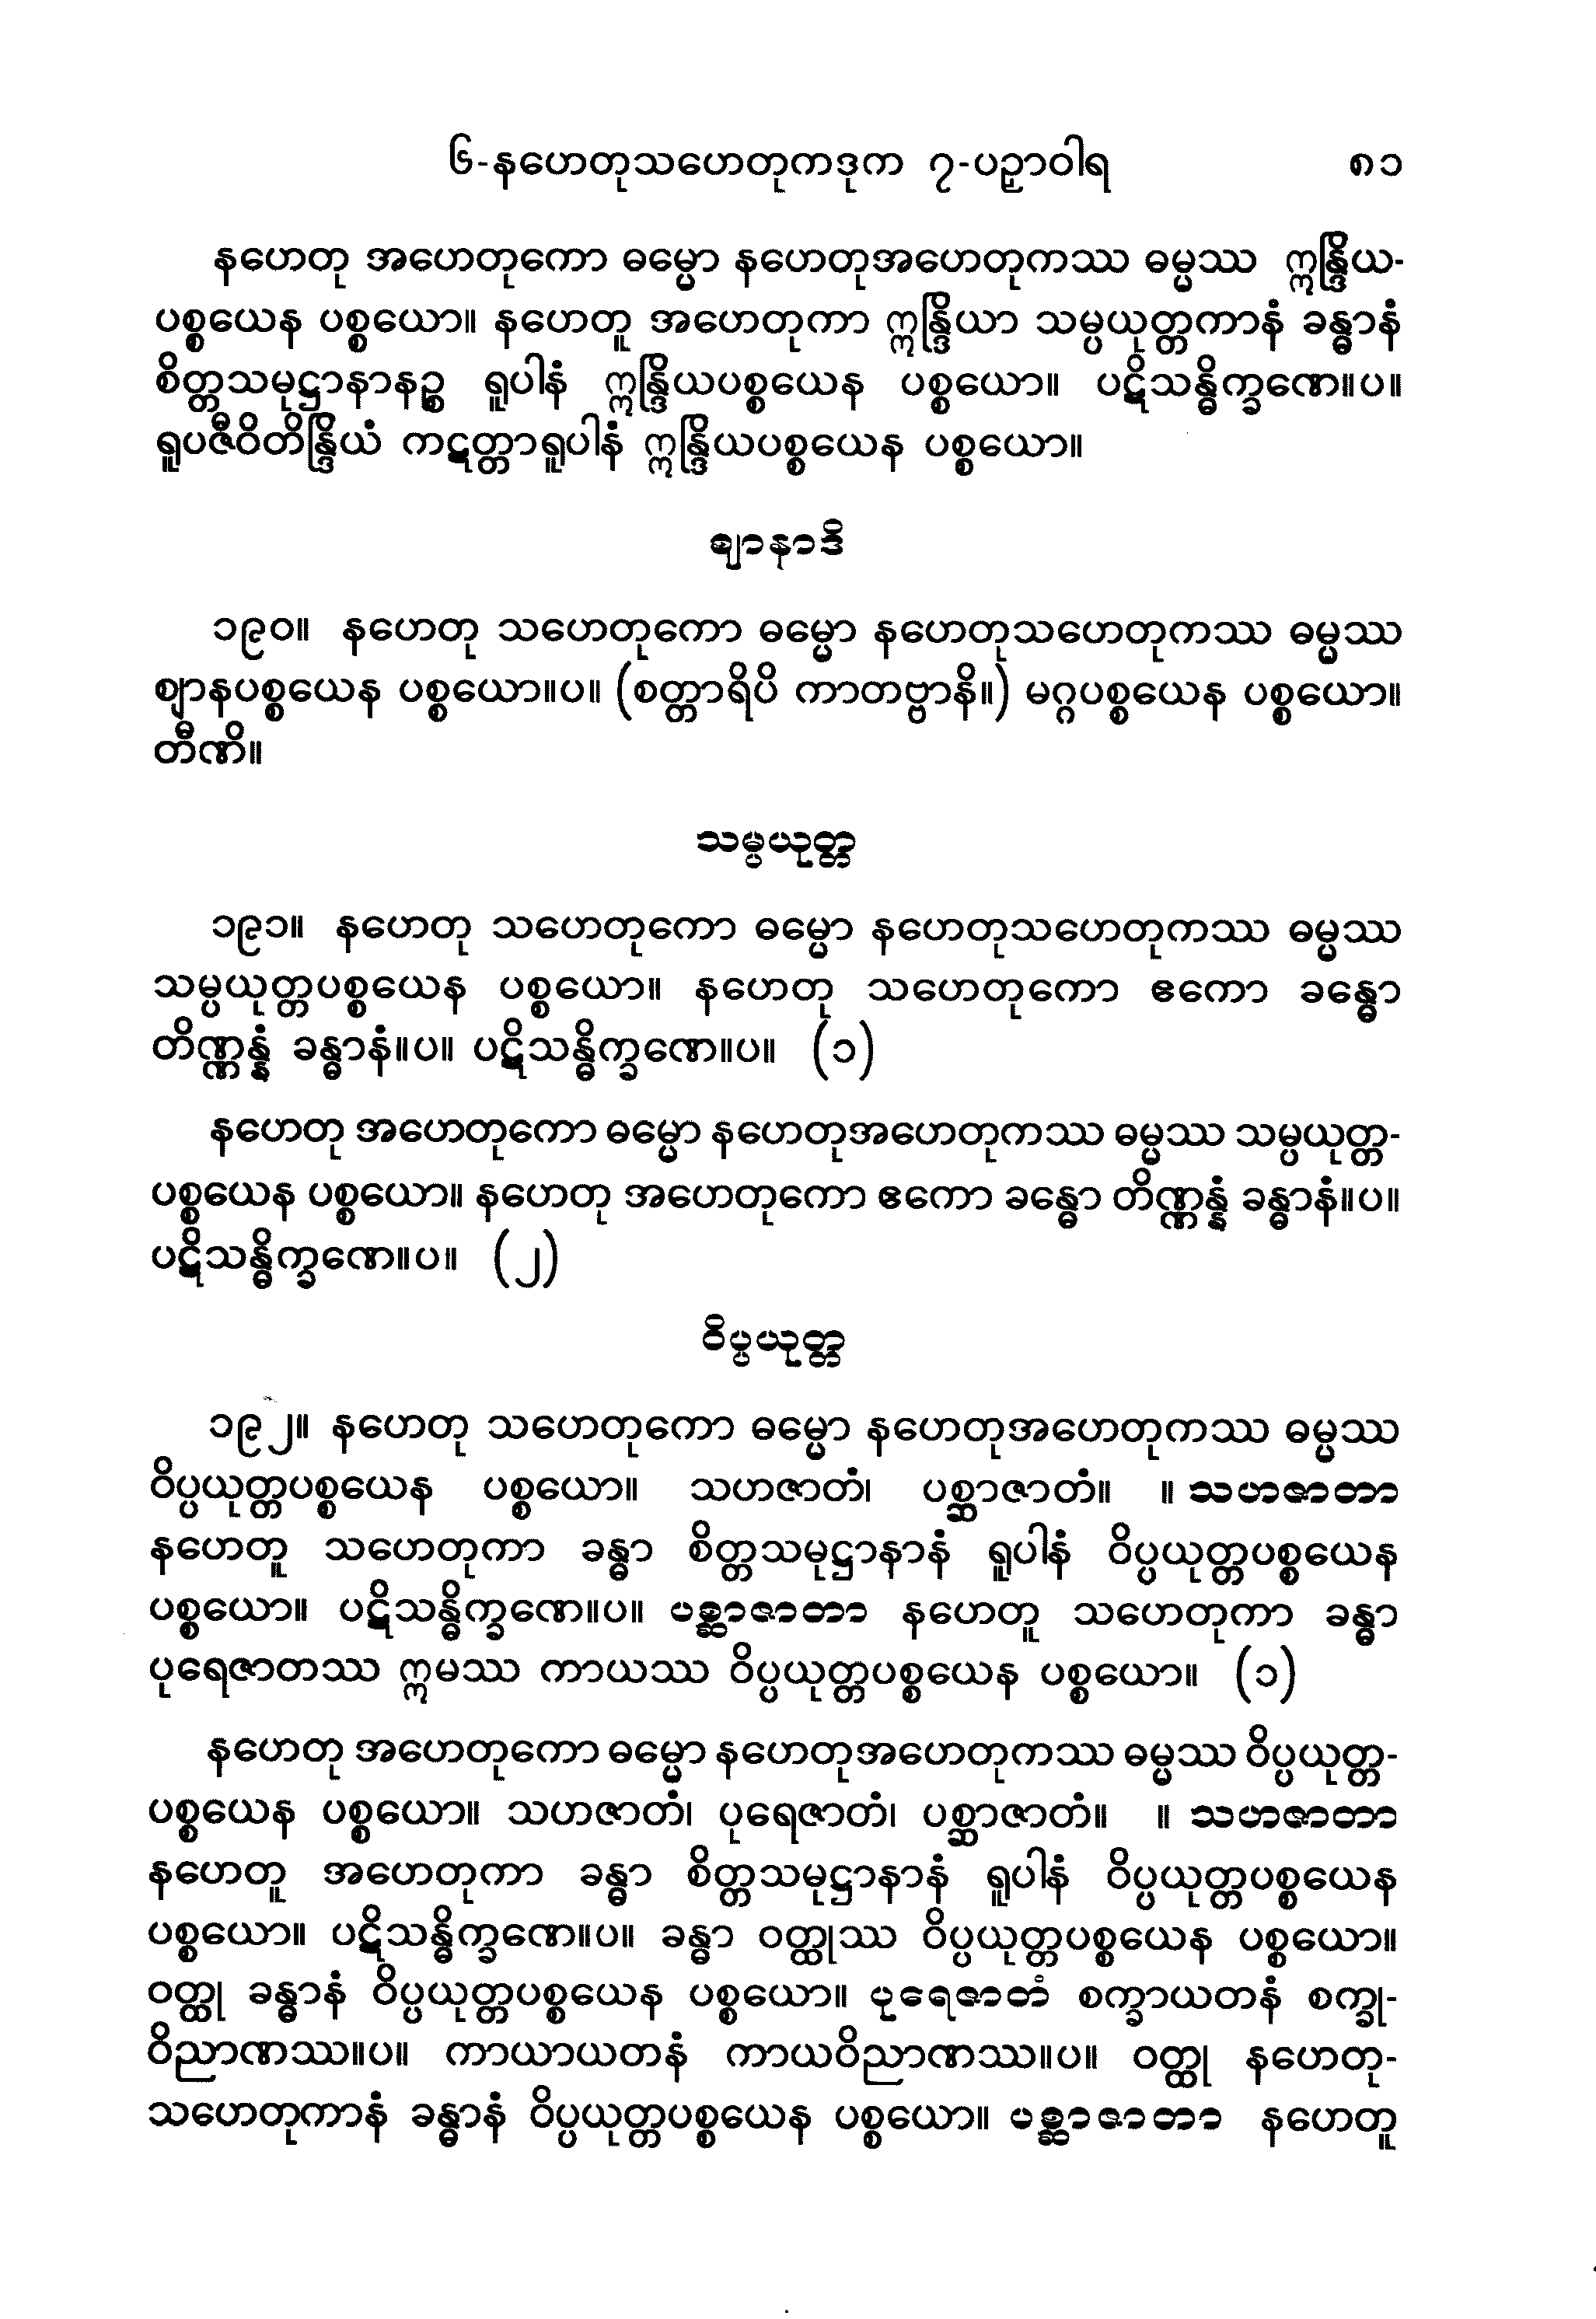 ၆-နဟေတုသဟေတုကဒုက ၇-ပဉှာဝါရ ၈၁
နဟေတု အဟေတုကော ဓမ္မော နဟေတုအဟေတုကဿ ဓမ္မဿ ဣန္ဒြိယ-
ပစ္စယေန ပစ္စယော။ နဟေတူ အဟေတုကာ ဣန္ဒြိယာ သမ္ပယုတ္တကာနံ ခန္ဓာနံ
စိတ္တသမုဋ္ဌာနာနဉ္စ ရူပါနံ ဣန္ဒြိယပစ္စယေန ပစ္စယော။ ပဋိသန္ဓိက္ခဏေ။ပ။
ရူပဇီဝိတိန္ဒြိယံ ကဋတ္တာရူပါနံ ဣန္ဒြိယပစ္စယေန ပစ္စယော။
ဈာနာဒိ
၁၉၀။ နဟေတု သဟေတုကော ဓမ္မော နဟေတုသဟေတုကဿ ဓမ္မဿ
ဈာနပစ္စယေန ပစ္စယော။ပ။ (စတ္တာရိပိ ကာတဗ္ဗာနိ။) မဂ္ဂပစ္စယေန ပစ္စယော။
တီဏိ။
သမ္ပယုတ္တ
၁၉၁။ နဟေတု သဟေတုကော ဓမ္မော နဟေတုသဟေတုကဿ ဓမ္မဿ
သမ္ပယုတ္တပစ္စယေန ပစ္စယော။ နဟေတု သဟေတုကော ဧကော ခန္ဓော
တိဏ္ဏန္နံ ခန္ဓာနံ။ပ။ ပဋိသန္ဓိက္ခဏေ။ပ။ (၁)
နဟေတု အဟေတုကော ဓမ္မော နဟေတုအဟေတုကဿ ဓမ္မဿ သမ္ပယုတ္တ-
ပစ္စယေန ပစ္စယော။ နဟေတု အဟေတုကော ဧကော ခန္ဓော တိဏ္ဏန္နံ ခန္ဓာနံ။ပ။
ပဋိသန္ဓိက္ခဏေ။ပ။ (၂)
ဝိပ္ပယုတ္တ
၁၉၂။ နဟေတု သဟေတုကော ဓမ္မော နဟေတုအဟေတုကဿ ဓမ္မဿ
ဝိပ္ပယုတ္တပစ္စယေန ပစ္စယော။ သဟဇာတံ၊ ပစ္ဆာဇာတံ။ ။ သဟဇာတာ
နဟေတူ သဟေတုကာ ခန္ဓာ စိတ္တသမုဋ္ဌာနာနံ ရူပါနံ ဝိပ္ပယုတ္တပစ္စယေန
ပစ္စယော။ ပဋိသန္ဓိက္ခဏေ။ပ။ ပစ္ဆာဇာတာ နဟေတူ သဟေတုကာ ခန္ဓာ
ပုရေဇာတဿ ဣမဿ ကာယဿ ဝိပ္ပယုတ္တပစ္စယေန ပစ္စယော။ (၁)
နဟေတု အဟေတုကော ဓမ္မော နဟေတုအဟေတုကဿ ဓမ္မဿ ဝိပ္ပယုတ္တ-
ပစ္စယေန ပစ္စယော။ သဟဇာတံ၊ ပုရေဇာတံ၊ ပစ္ဆာဇာတံ။ ။ သဟဇာတာ
နဟေတူ အဟေတုကာ ခန္ဓာ စိတ္တသမုဋ္ဌာနာနံ ရူပါနံ ဝိပ္ပယုတ္တပစ္စယေန
ပစ္စယော။ ပဋိသန္ဓိက္ခဏေ။ပ။ ခန္ဓာ ဝတ္ထုဿ ဝိပ္ပယုတ္တပစ္စယေန ပစ္စယော။
ဝတ္ထု ခန္ဓာနံ ဝိပ္ပယုတ္တပစ္စယေန ပစ္စယော။ ပုရေဇာတံ စက္ခာယတနံ စက္ခု-
ဝိညာဏဿ။ပ။ ကာယာယတနံ ကာယဝိညာဏဿ။ပ။ ဝတ္ထု နဟေတု-
သဟေတုကာနံ ခန္ဓာနံ ဝိပ္ပယုတ္တပစ္စယေန ပစ္စယော။ ပစ္ဆာဇာတာ နဟေတူ